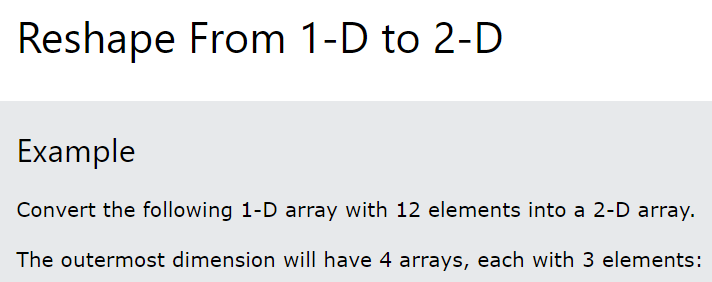 Reshape From 1-D to 2-D
Example
Convert the following 1-D array with 12 elements into a 2-D array.
The outermost dimension will have 4 arrays, each with 3 elements: